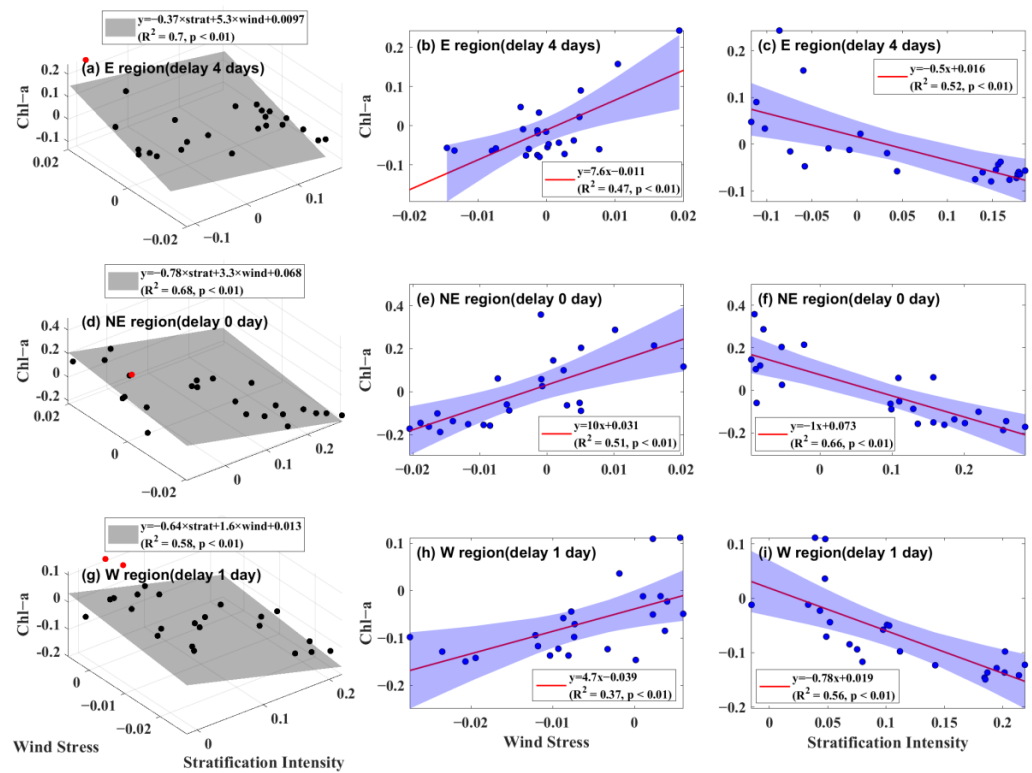 y=−0.37×strat+5.3×wind+0.0097
(R² = 0.7, p < 0.01)
(a) E region(delay 4 days)
Chl−a
0.2
0.1
0
-0.1
0.02
0
−0.02
−0.1
0
0.1
(b) E region(delay 4 days)
Chl−a
0.2
0.1
0
−0.1
y=7.6x−0.011
(R² = 0.47, p < 0.01)
−0.02
−0.01
0
0.01
0.02
(c) E region(delay 4 days)
y=−0.5x+0.016
(R² = 0.52, p < 0.01)
0.2
0.1
0
−0.1
−0.1
−0.05
0
0.05
0.1
0.15
y=−0.78×strat+3.3×wind+0.068
(R² = 0.68, p < 0.01)
(d) NE region(delay 0 day)
Chl−a
0.4
0.2
0
−0.2
0.02
0
−0.02
0
0.1
0.2
(e) NE region(delay 0 day)
Chl−a
0.4
0.2
0
−0.2
y=10x+0.031
(R² = 0.51, p < 0.01)
−0.02
−0.01
0
0.01
0.02
(f) NE region(delay 0 day)
0.4
0.2
0
−0.2
y=−1x+0.073
(R² = 0.66, p < 0.01)
0
0.1
0.2
y=−0.64×strat+1.6×wind+0.013
(R² = 0.58, p < 0.01)
(g) W region(delay 1 day)
Chl−a
0.1
0
−0.1
−0.2
0
−0.01
−0.02
0
0.1
0.2
Wind Stress
Stratification Intensity
(h) W region(delay 1 day)
Chl−a
0.1
0
−0.1
−0.2
y=4.7x−0.039
(R² = 0.37, p < 0.01)
−0.02
−0.01
0
Wind Stress
(i) W region(delay 1 day)
0.1
0
−0.1
−0.2
y=−0.78x+0.019
(R² = 0.56, p < 0.01)
0
0.05
0.1
0.15
0.2
Stratification Intensity